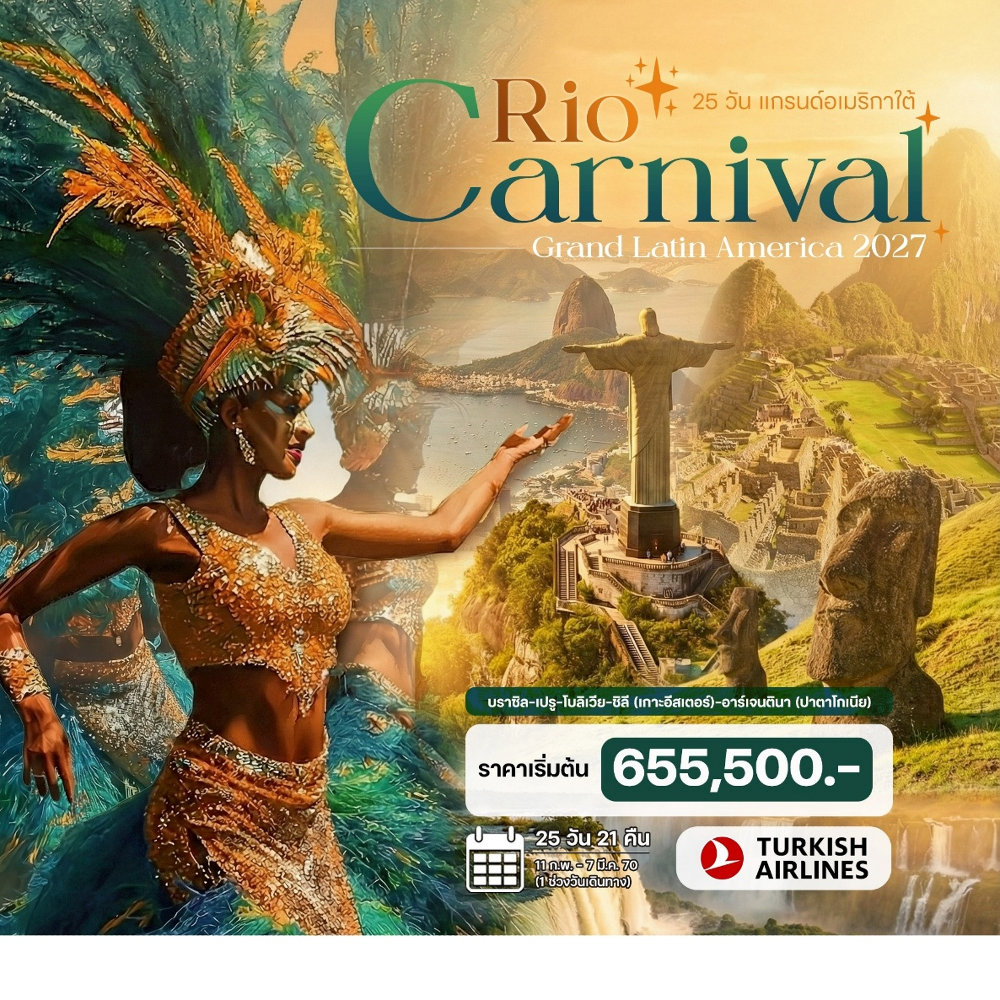 Rio
25 วัน แกรนด์อเมริกาใต้
Carnival
Grand Latin America 2027
บราซิล-เปรู-โบลิเวีย-ชิลี (เกาะอีสเตอร์)-อาร์เจนตินา (ปาตาโกเนีย)
ราคาเริ่มต้น 655,500.-
25 วัน 21 คืน
11 ก.พ. - 7 มี.ค. 70
(1 ช่วงวันเดินทาง)
TURKISH
AIRLINES